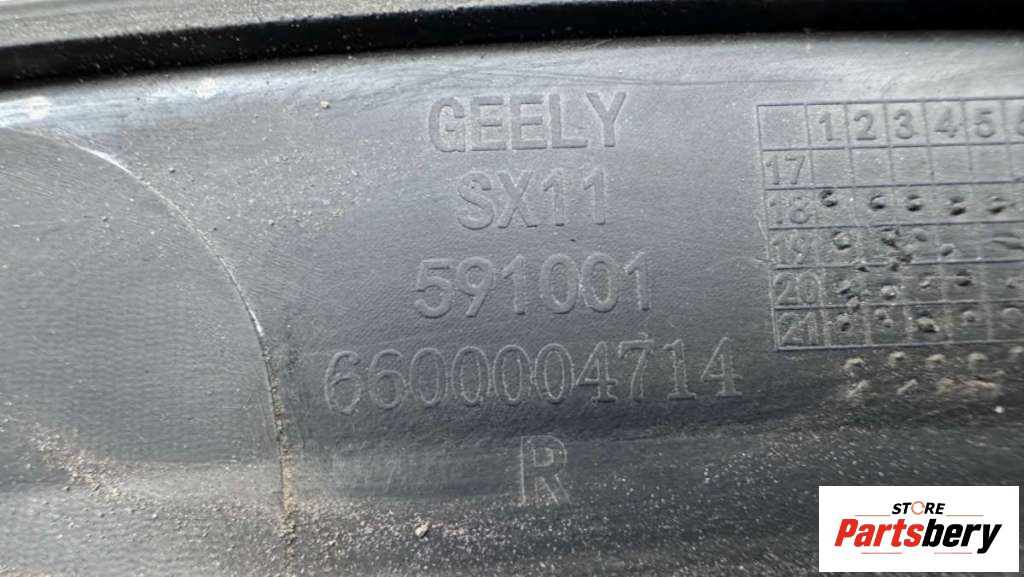 GEELY
SX11
591001
6600004714
R
1 2 3 4 5
17
18
19
20
21
STORE
Partsbery